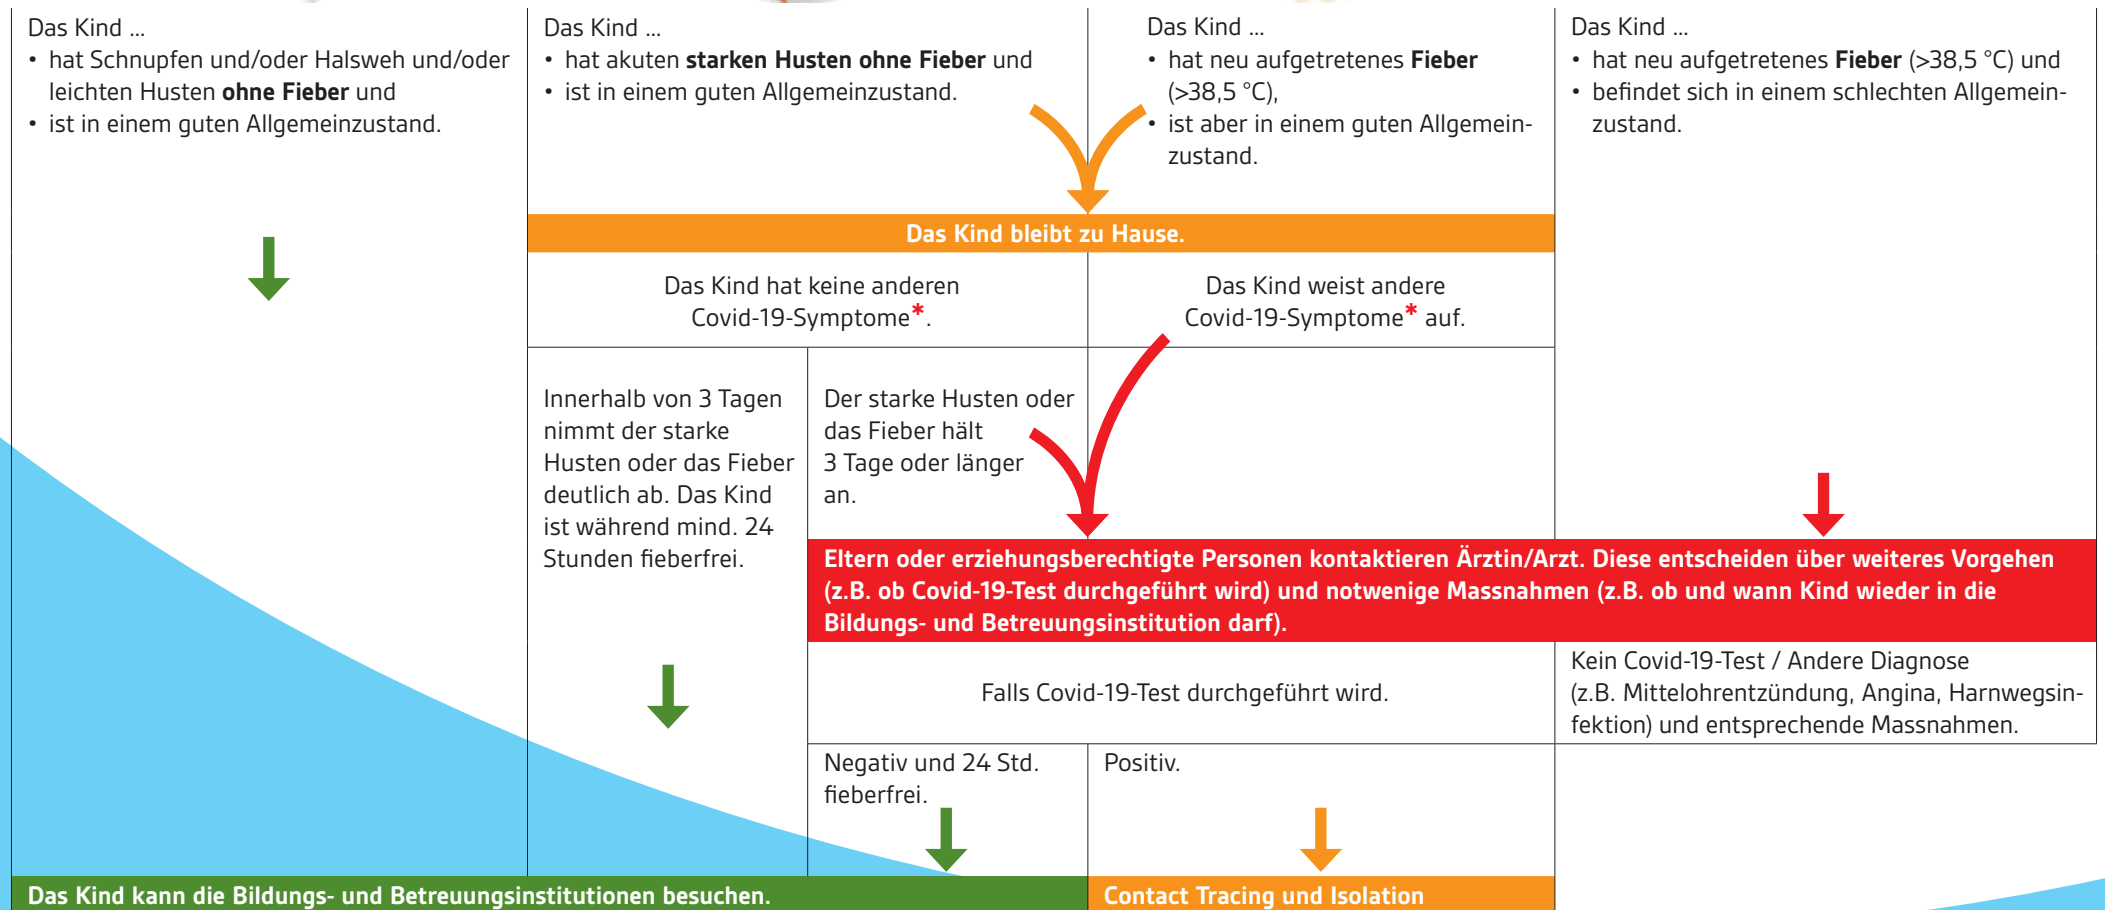 Das Kind ...
• hat Schnupfen und/oder Halsweh und/oder
leichten Husten ohne Fieber und
• ist in einem guten Allgemeinzustand.
Das Kind ...
• hat akuten starken Husten ohne Fieber und
• ist in einem guten Allgemeinzustand.
Das Kind ...
• hat neu aufgetretenes Fieber
(>38,5 °C),
• ist aber in einem guten Allgemein-
zustand.
Das Kind ...
• hat neu aufgetretenes Fieber (>38,5 °C) und
• befindet sich in einem schlechten Allgemein-
zustand.
Das Kind bleibt zu Hause.
Das Kind hat keine anderen
Covid-19-Symptome*.
Das Kind weist andere
Covid-19-Symptome* auf.
Innerhalb von 3 Tagen
nimmt der starke
Husten oder das Fieber
deutlich ab. Das Kind
ist während mind. 24
Stunden fieberfrei.
Der starke Husten oder
das Fieber hält
3 Tage oder länger
an.
Eltern oder erziehungsberechtigte Personen kontaktieren Ärztin/Arzt. Diese entscheiden über weiteres Vorgehen
(z.B. ob Covid-19-Test durchgeführt wird) und notwenige Massnahmen (z.B. ob und wann Kind wieder in die
Bildungs- und Betreuungsinstitution darf).
Falls Covid-19-Test durchgeführt wird.
Kein Covid-19-Test / Andere Diagnose
(z.B. Mittelohrentzündung, Angina, Harnwegsin-
fektion) und entsprechende Massnahmen.
Negativ und 24 Std.
fieberfrei.
Positiv.
Das Kind kann die Bildungs- und Betreuungsinstitutionen besuchen.
Contact Tracing und Isolation